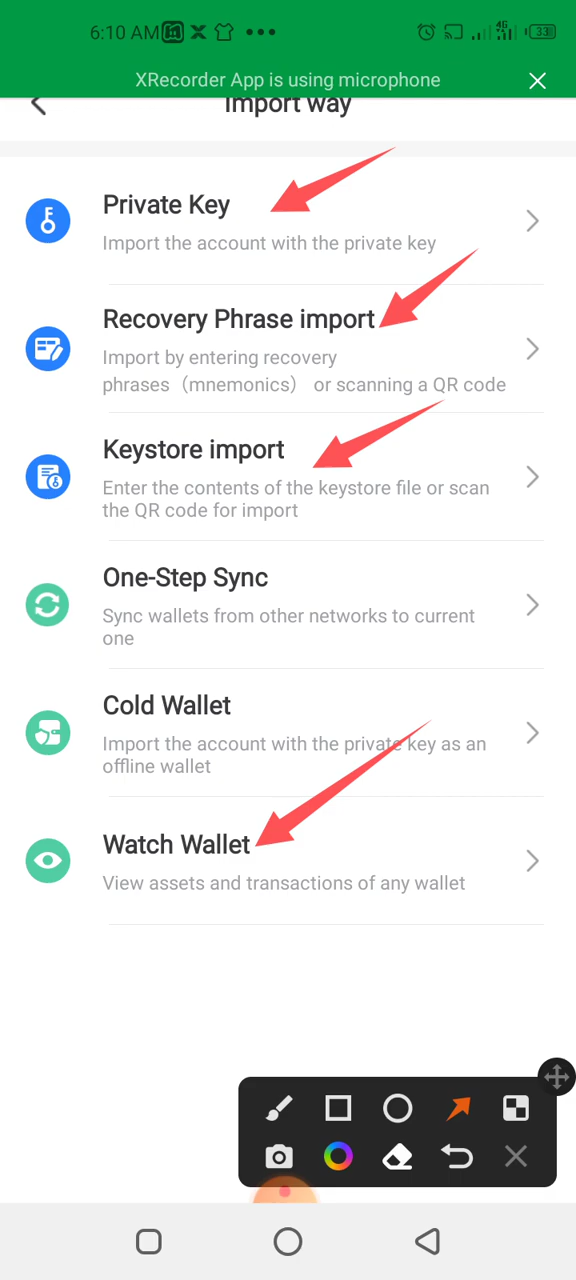 6:10 AM
4G
33
XRecorder App is using microphone
Import way
Private Key
Import the account with the private key
Recovery Phrase import
Import by entering recovery
phrases（mnemonics） or scanning a QR code
Keystore import
Enter the contents of the keystore file or scan
the QR code for import
One-Step Sync
Sync wallets from other networks to current
one
Cold Wallet
Import the account with the private key as an
offline wallet
Watch Wallet
View assets and transactions of any wallet